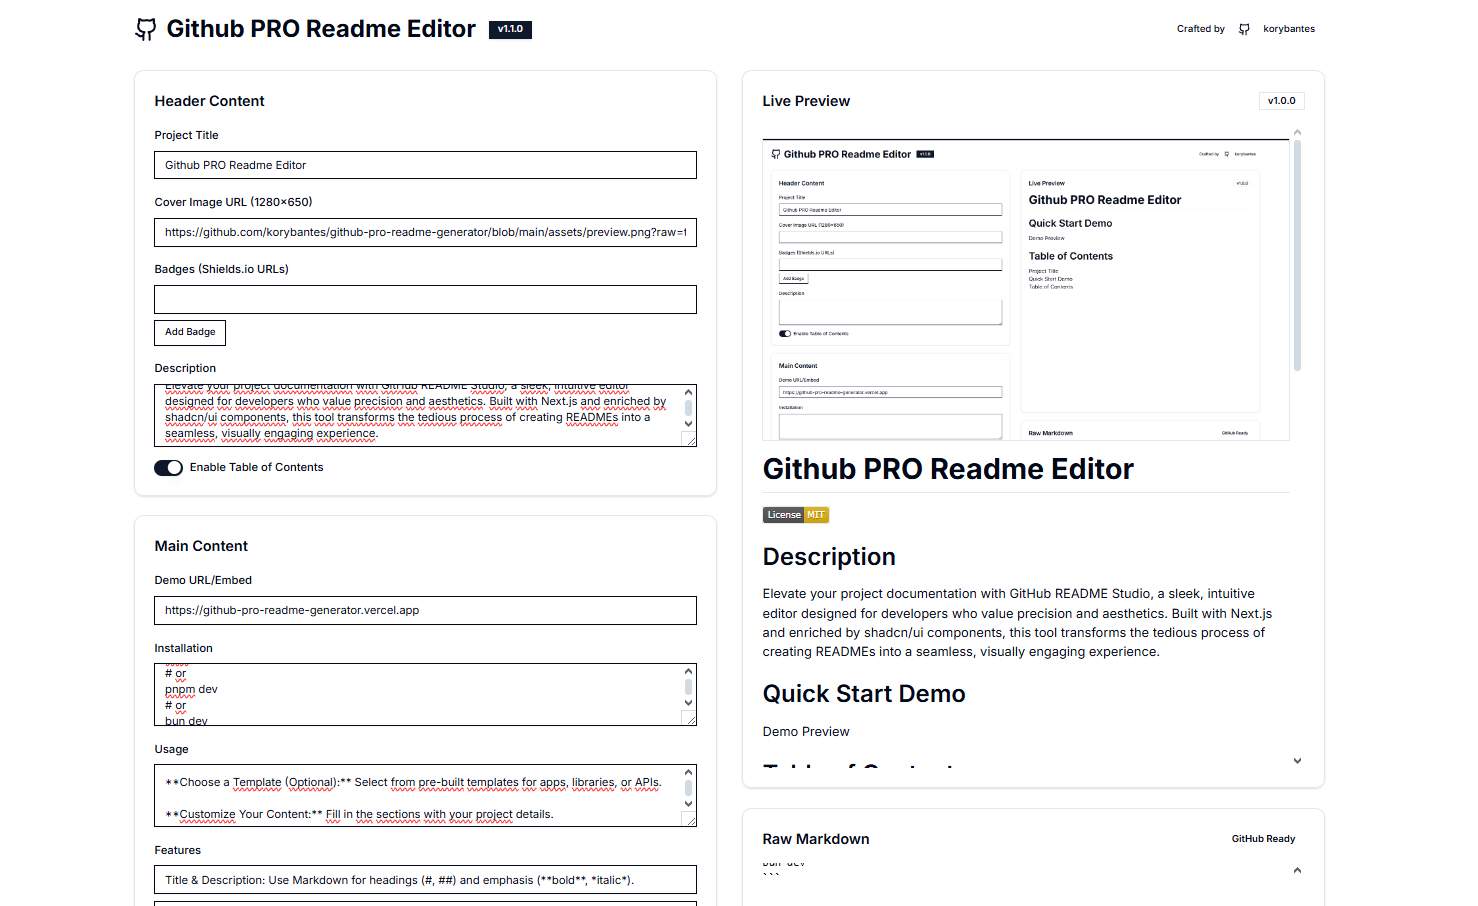 Github PRO Readme Editor v1.1.0
Crafted by korybantes
Header Content
Project Title
Github PRO Readme Editor
Cover Image URL (1280×650)
https://github.com/korybantes/github-pro-readme-generator/blob/main/assets/preview.png?raw=t
Badges (Shields.io URLs)
Add Badge
Description
Elevate your project documentation with GitHub README Studio, a sleek, intuitive editor
designed for developers who value precision and aesthetics. Built with Next.js and enriched by
shadcn/ui components, this tool transforms the tedious process of creating READMEs into a
seamless, visually engaging experience.
Enable Table of Contents
Main Content
Demo URL/Embed
https://github-pro-readme-generator.vercel.app
Installation
# or
pnpm dev
# or
bun dev
Usage
**Choose a Template (Optional):** Select from pre-built templates for apps, libraries, or APIs.
**Customize Your Content:** Fill in the sections with your project details.
Features
Title & Description: Use Markdown for headings (#, ##) and emphasis (**bold**, *italic*).
Live Preview v1.0.0
Github PRO Readme Editor v1.1.0
Crafted by korybantes
Header Content
Project Title
Github PRO Readme Editor
Cover Image URL (1280×650)
Badges (Shields.io URLs)
Add Badge
Description
Enable Table of Contents
Main Content
Demo URL/Embed
https://github-pro-readme-generator.vercel.app
Installation
Live Preview v1.0.0
Github PRO Readme Editor
Quick Start Demo
Demo Preview
Table of Contents
Project Title
Quick Start Demo
Table of Contents
Raw Markdown GitHub Ready
Github PRO Readme Editor
License MIT
Description
Elevate your project documentation with GitHub README Studio, a sleek, intuitive
editor designed for developers who value precision and aesthetics. Built with Next.js
and enriched by shadcn/ui components, this tool transforms the tedious process of
creating READMEs into a seamless, visually engaging experience.
Quick Start Demo
Demo Preview
Table of Contents
Raw Markdown GitHub Ready
bun dev
```